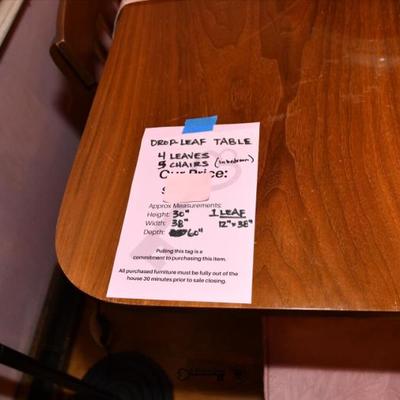 DROP-LEAF TABLE
4 LEAVES
5 CHAIRS (in bedroom)
Our Price:
$
Approx Measurements:
Height: 30" 1 LEAF
Width: 38" 12" x 38"
Depth: 60"
Pulling this tag is a
commitment to purchasing this item.
All purchased furniture must be fully out of the
house 30 minutes prior to sale closing.